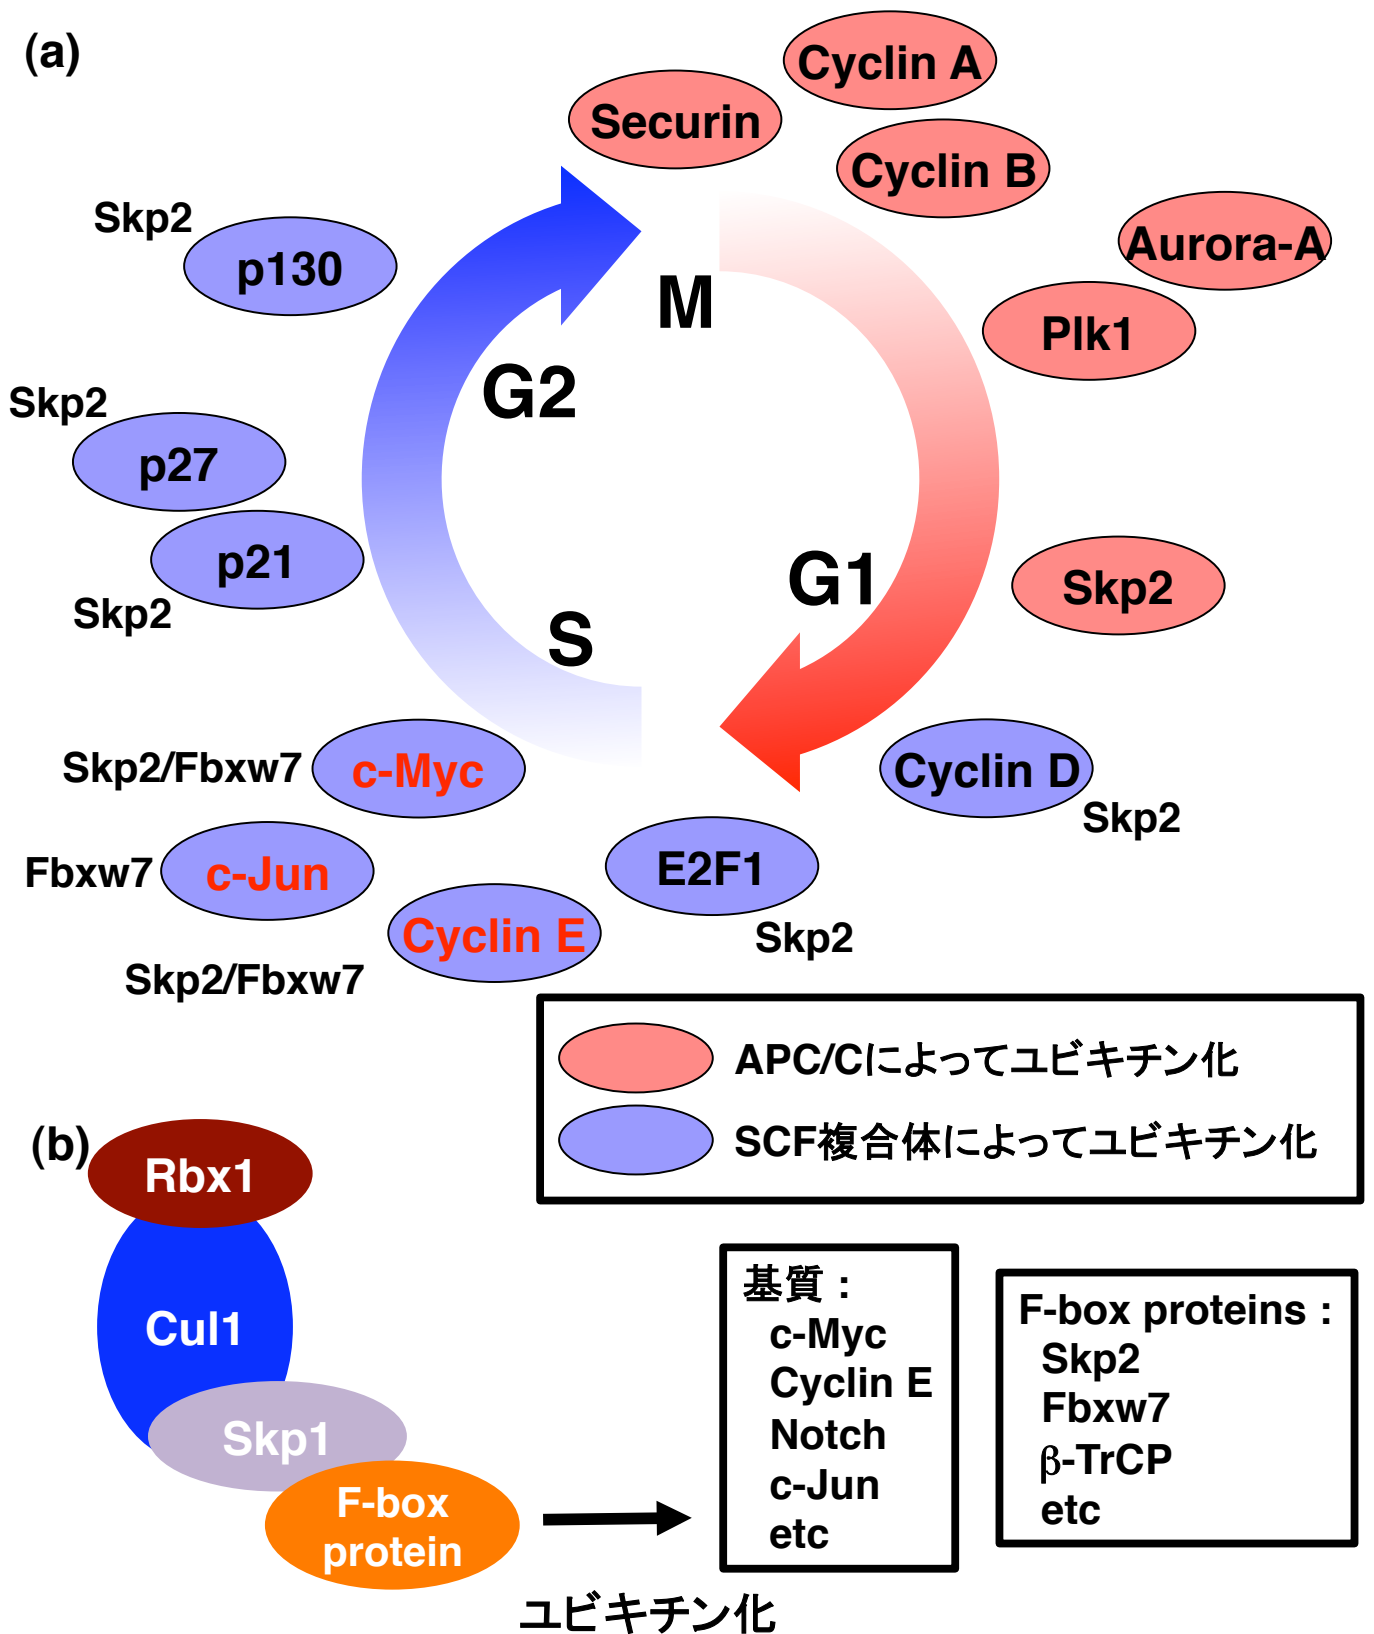 (a)
Cyclin A
Securin
Cyclin B
Aurora-A
Plk1
Skp2
p130
M
G2
Skp2
p27
p21
Skp2
G1
Skp2
S
Skp2/Fbxw7
c-Myc
Cyclin D
Skp2
Fbxw7
c-Jun
E2F1
Skp2
Cyclin E
Skp2/Fbxw7
APC/Cによってユビキチン化
SCF複合体によってユビキチン化
(b)
Rbx1
Cul1
Skp1
F-box
protein
ユビキチン化
基質：
c-Myc
Cyclin E
Notch
c-Jun
etc
F-box proteins :
Skp2
Fbxw7
β-TrCP
etc